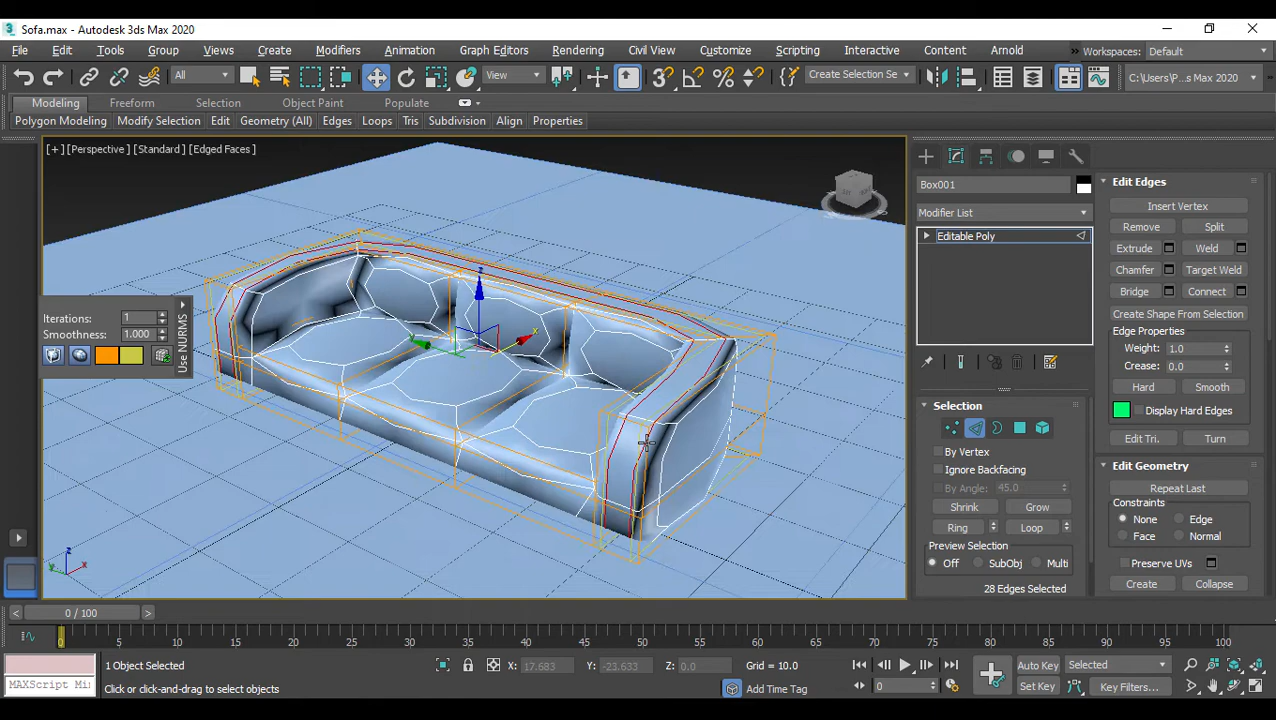 Sofa.max - Autodesk 3ds Max 2020
File Edit Tools Group Views Create Modifiers Animation Graph Editors Rendering Civil View Customize Scripting Interactive Content Arnold Workspaces: Default
All View Create Selection Se C:\Users\P...s Max 2020
Modeling Freeform Selection Object Paint Populate
Polygon Modeling Modify Selection Edit Geometry (All) Edges Loops Tris Subdivision Align Properties
[+] [Perspective] [Standard] [Edged Faces]
Iterations: 1
Smoothness: 1.000
Use NURMS
z
x
z
y
x
Box001
Modifier List
Editable Poly
Selection
By Vertex
Ignore Backfacing
By Angle: 45.0
Shrink Grow
Ring Loop
Preview Selection
Off SubObj Multi
28 Edges Selected
Edit Edges
Insert Vertex
Remove Split
Extrude Weld
Chamfer Target Weld
Bridge Connect
Create Shape From Selection
Edge Properties
Weight: 1.0
Crease: 0.0
Hard Smooth
Display Hard Edges
Edit Tri. Turn
Edit Geometry
Repeat Last
Constraints
None Edge
Face Normal
Preserve UVs
Create Collapse
< 0 / 100 >
0 5 10 15 20 25 30 35 40 45 50 55 60 65 70 75 80 85 90 95 100
1 Object Selected X: 17.683 Y: -23.633 Z: 0.0 Grid = 10.0 Auto Key Selected
MAXScript Mi Click or click-and-drag to select objects Add Time Tag 0 Set Key Key Filters...